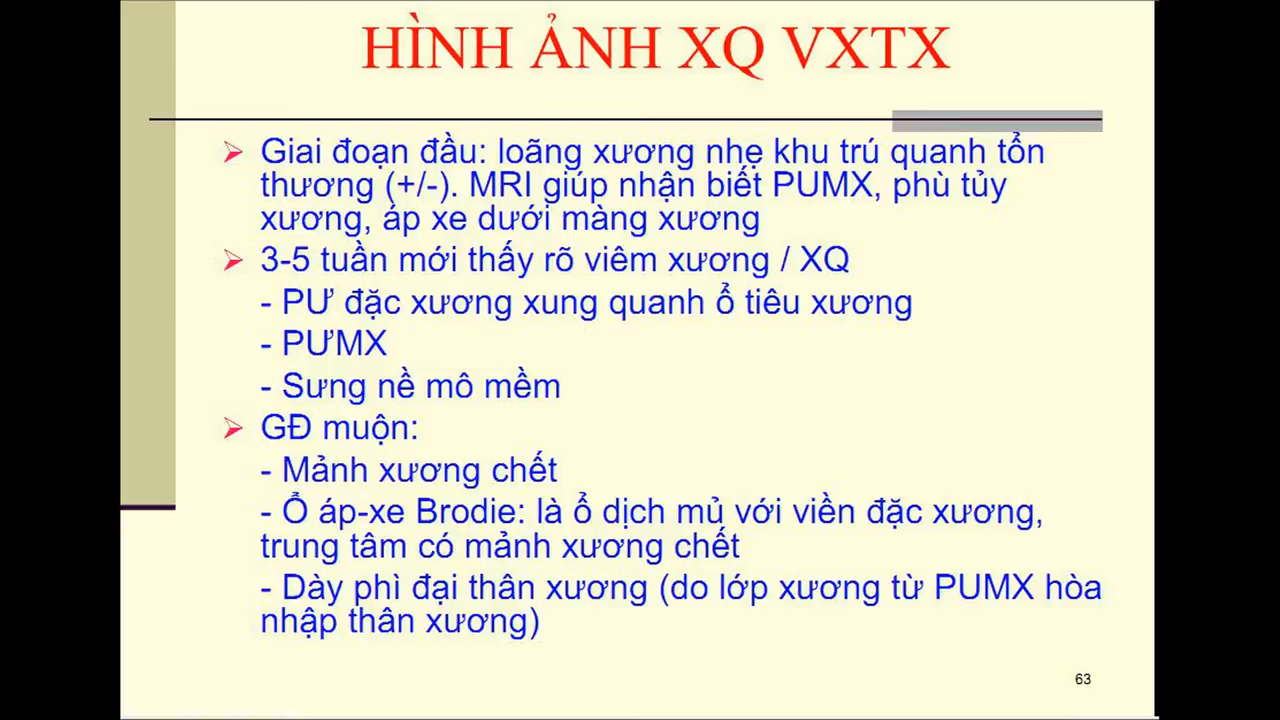 HÌNH ẢNH XQ VXTX
Giai đoạn đầu: loãng xương nhẹ khu trú quanh tổn
thương (+/-). MRI giúp nhận biết PUMX, phù tủy
xương, áp xe dưới màng xương
3-5 tuần mới thấy rõ viêm xương / XQ
- PƯ đặc xương xung quanh ổ tiêu xương
- PƯMX
- Sưng nề mô mềm
GĐ muộn:
- Mảnh xương chết
- Ổ áp-xe Brodie: là ổ dịch mủ với viền đặc xương,
trung tâm có mảnh xương chết
- Dày phì đại thân xương (do lớp xương từ PUMX hòa
nhập thân xương)
63